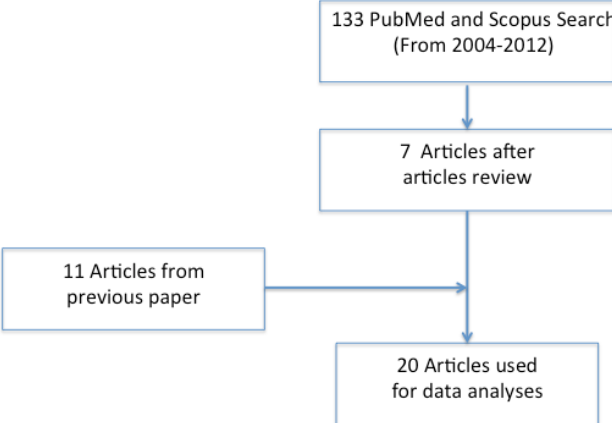 133 PubMed and Scopus Search
(From 2004-2012)
7 Articles after
articles review
11 Articles from
previous paper
20 Articles used
for data analyses